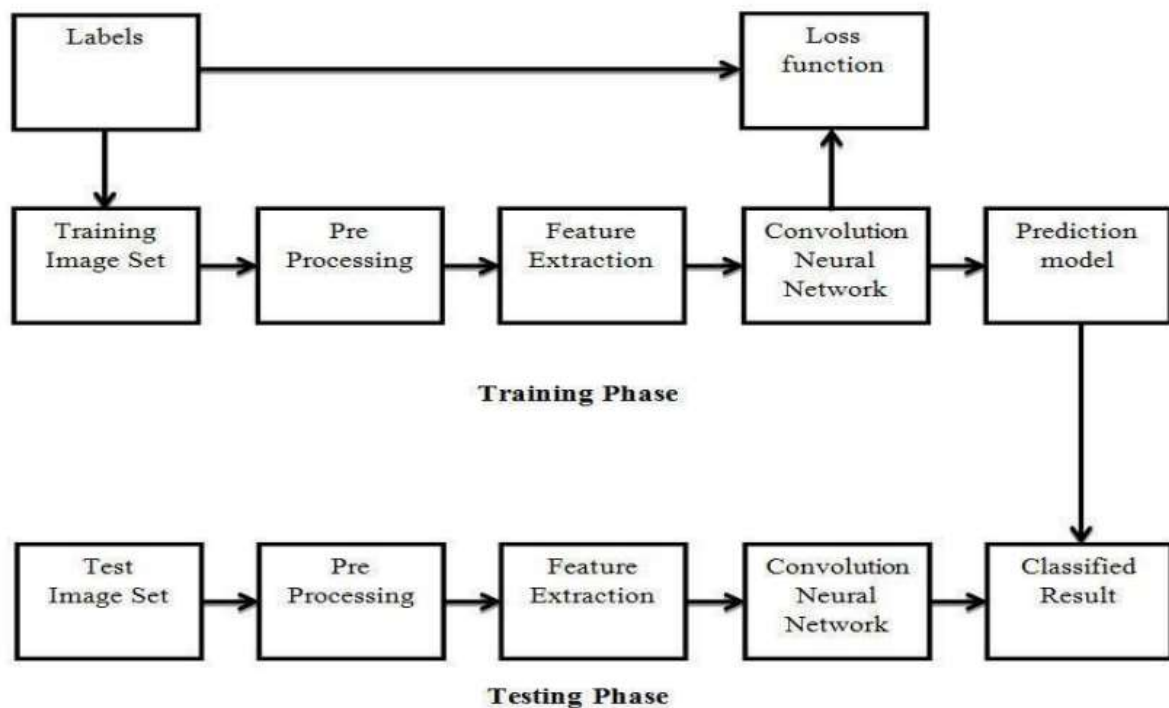 Labels
Loss
function
Training
Image Set
Pre
Processing
Feature
Extraction
Convolution
Neural
Network
Prediction
model
Training Phase
Test
Image Set
Pre
Processing
Feature
Extraction
Convolution
Neural
Network
Classified
Result
Testing Phase